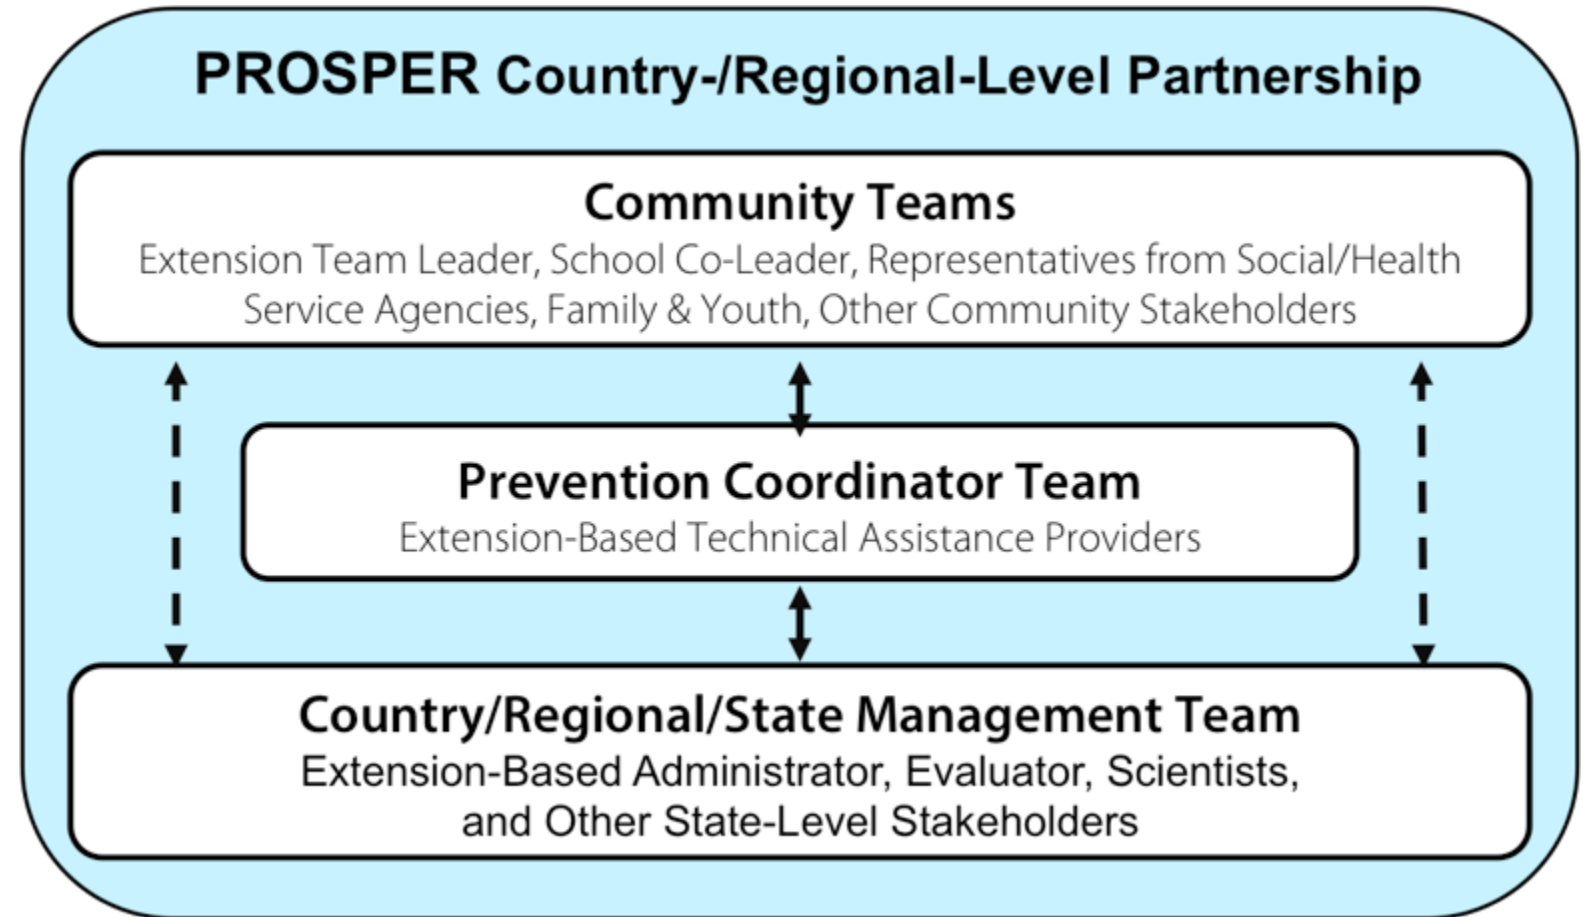 PROSPER Country-/Regional-Level Partnership
Community Teams
Extension Team Leader, School Co-Leader, Representatives from Social/Health
Service Agencies, Family & Youth, Other Community Stakeholders
Prevention Coordinator Team
Extension-Based Technical Assistance Providers
Country/Regional/State Management Team
Extension-Based Administrator, Evaluator, Scientists,
and Other State-Level Stakeholders